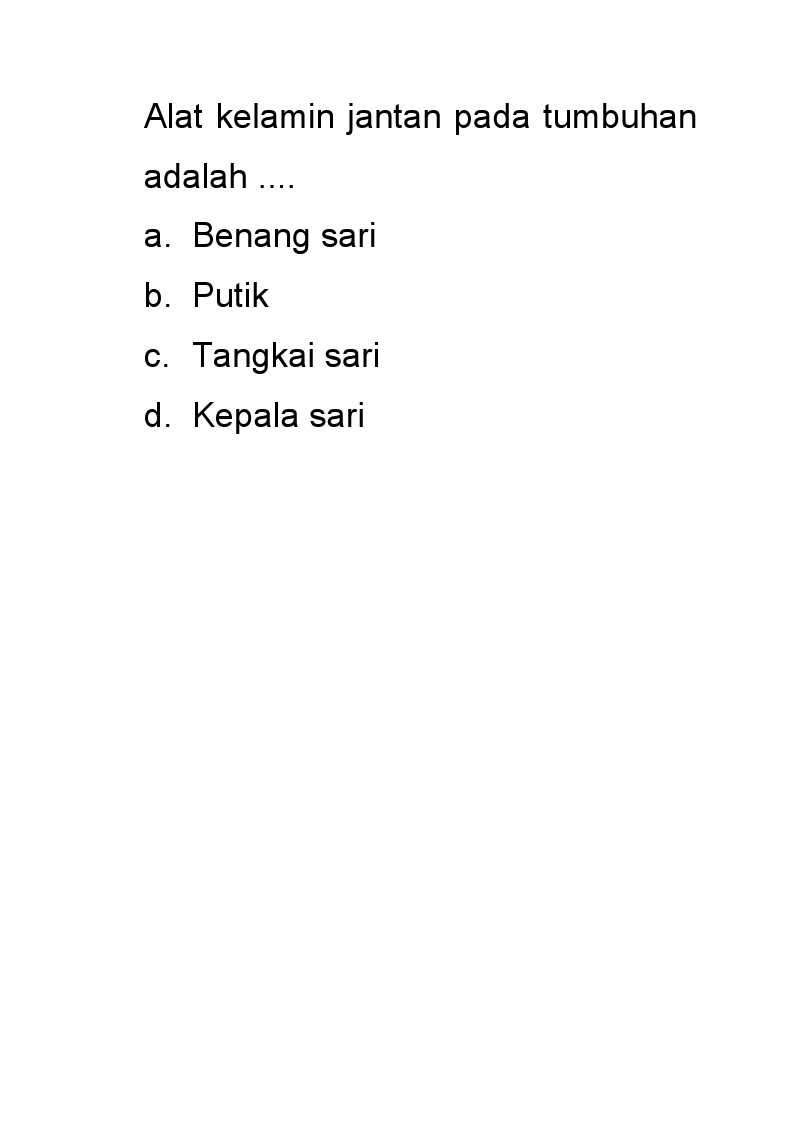 Alat kelamin jantan pada tumbuhan
adalah ....
a. Benang sari
b. Putik
c. Tangkai sari
d. Kepala sari